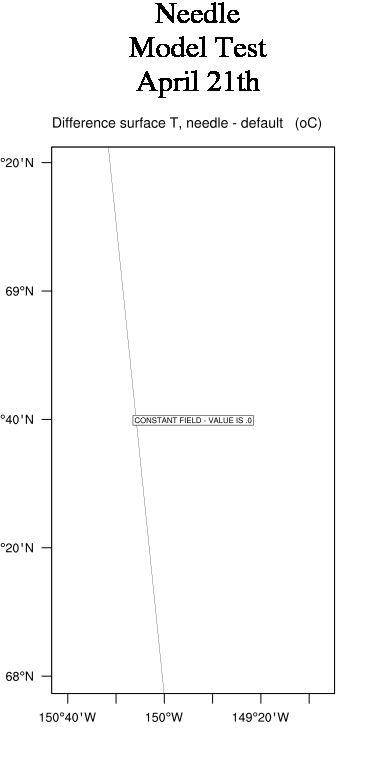 Needle
Model Test
April 21th
Difference surface T, needle - default (oC)
°20'N
69°N
CONSTANT FIELD - VALUE IS .0
°40'N
°20'N
68°N
150°40'W 150°W 149°20'W